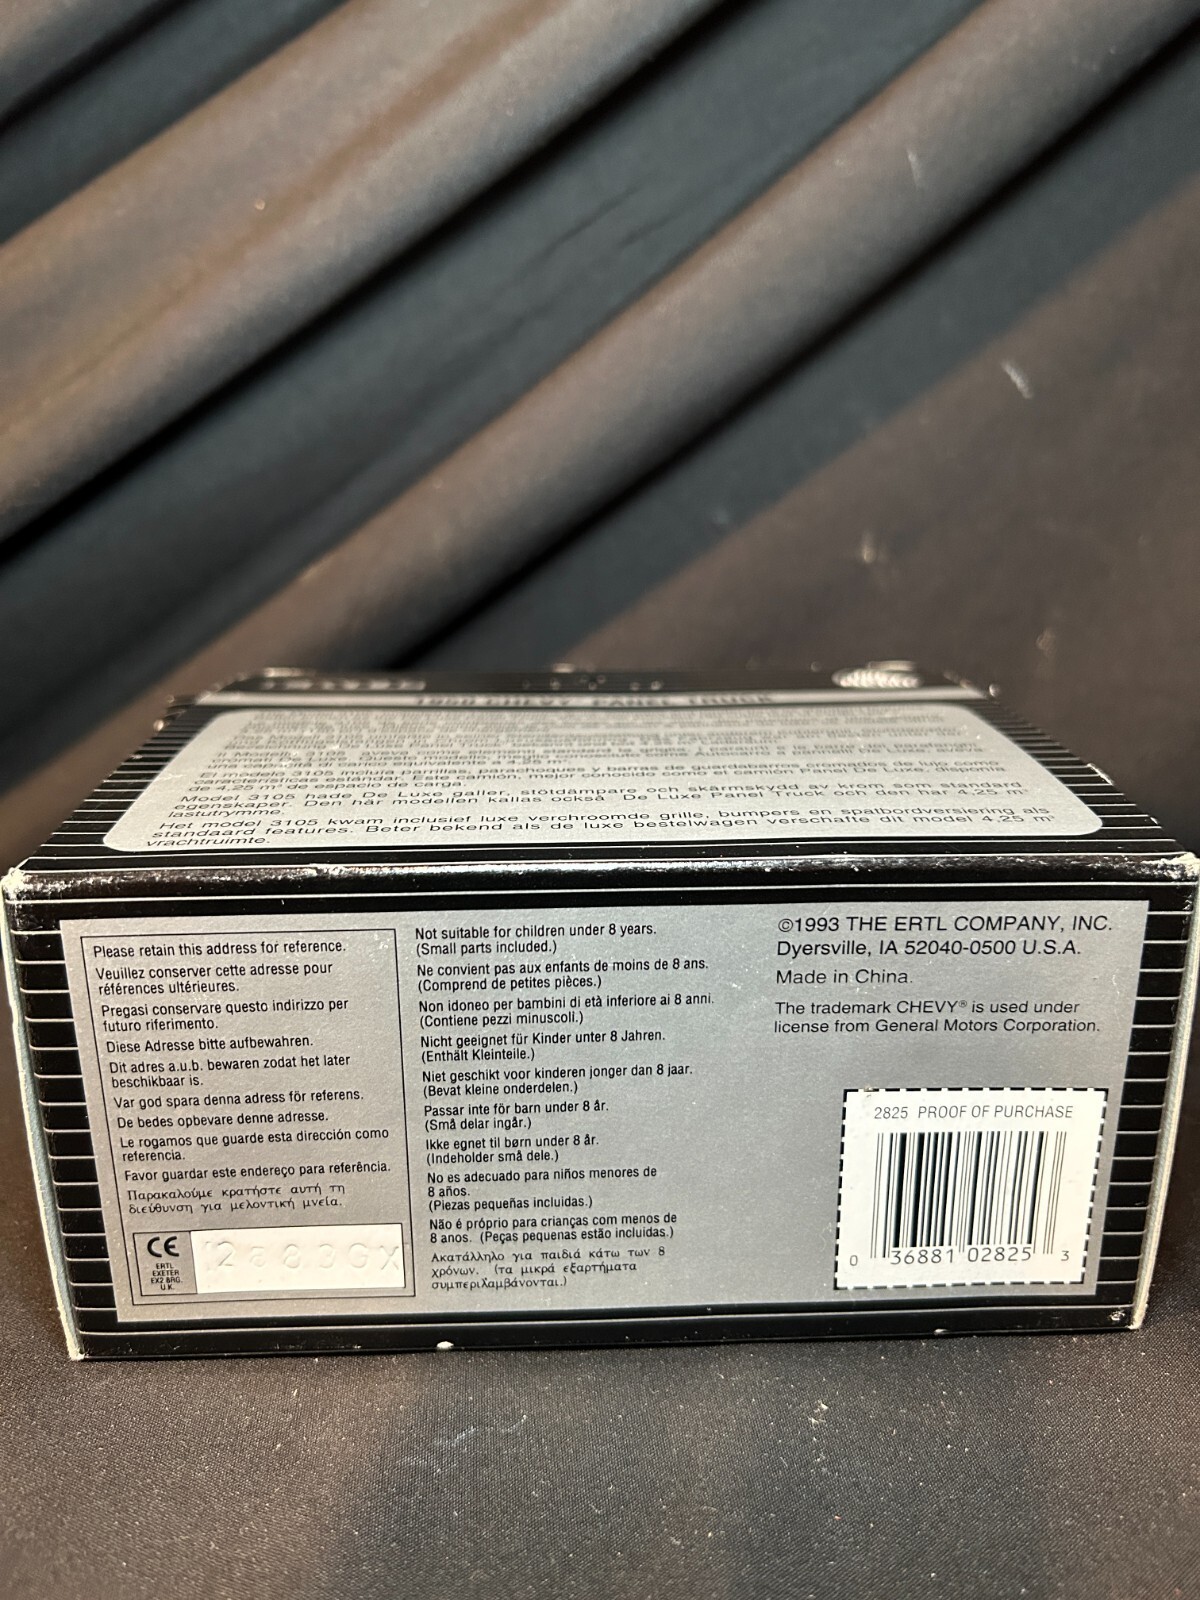 1950 CHEVY PANEL TRUCK
El modelo 3105 incluía parrillas, parachoques y barras de guardabarros cromados de lujo como
características estándar. Este camión, mejor conocido como el camión Panel De Luxe, disponía
de 4,25 m³ de espacio de carga.
Model 3105 hade De Luxe galler, stötdämpare och skärmskydd av krom som standard
egenskaper. Den här modellen kallas också De Luxe Panel Truck och den har 4,25 m³
lastutrymme.
Het model 3105 kwam inclusief luxe verchroomde grille, bumpers en spatbordversiering als
standaard features. Beter bekend als de luxe bestelwagen verschafte dit model 4,25 m³
vrachtruimte.
Please retain this address for reference.
Veuillez conserver cette adresse pour
références ultérieures.
Pregasi conservare questo indirizzo per
futuro riferimento.
Diese Adresse bitte aufbewahren.
Dit adres a.u.b. bewaren zodat het later
beschikbaar is.
Var god spara denna adress för referens.
De bedes opbevare denne adresse.
Le rogamos que guarde esta dirección como
referencia.
Favor guardar este endereço para referência.
Παρακαλούμε κρατήστε αυτή τη
διεύθυνση για μελοντική μνεία.
CE
ERTL
EXETER
EX2 8RG.
U.K.
Not suitable for children under 8 years.
(Small parts included.)
Ne convient pas aux enfants de moins de 8 ans.
(Comprend de petites pièces.)
Non idoneo per bambini di età inferiore ai 8 anni.
(Contiene pezzi minuscoli.)
Nicht geeignet für Kinder unter 8 Jahren.
(Enthält Kleinteile.)
Niet geschikt voor kinderen jonger dan 8 jaar.
(Bevat kleine onderdelen.)
Passar inte för barn under 8 år.
(Små delar ingår.)
Ikke egnet til børn under 8 år.
(Indeholder små dele.)
No es adecuado para niños menores de
8 años.
(Piezas pequeñas incluidas.)
Não é próprio para crianças com menos de
8 anos. (Peças pequenas estão incluidas.)
Ακατάλληλο για παιδιά κάτω των 8
χρόνων. (τα μικρά εξαρτήματα
συμπεριλαμβάνονται.)
©1993 THE ERTL COMPANY, INC.
Dyersville, IA 52040-0500 U.S.A.
Made in China.
The trademark CHEVY® is used under
license from General Motors Corporation.
2825 PROOF OF PURCHASE
0 36881 02825 3